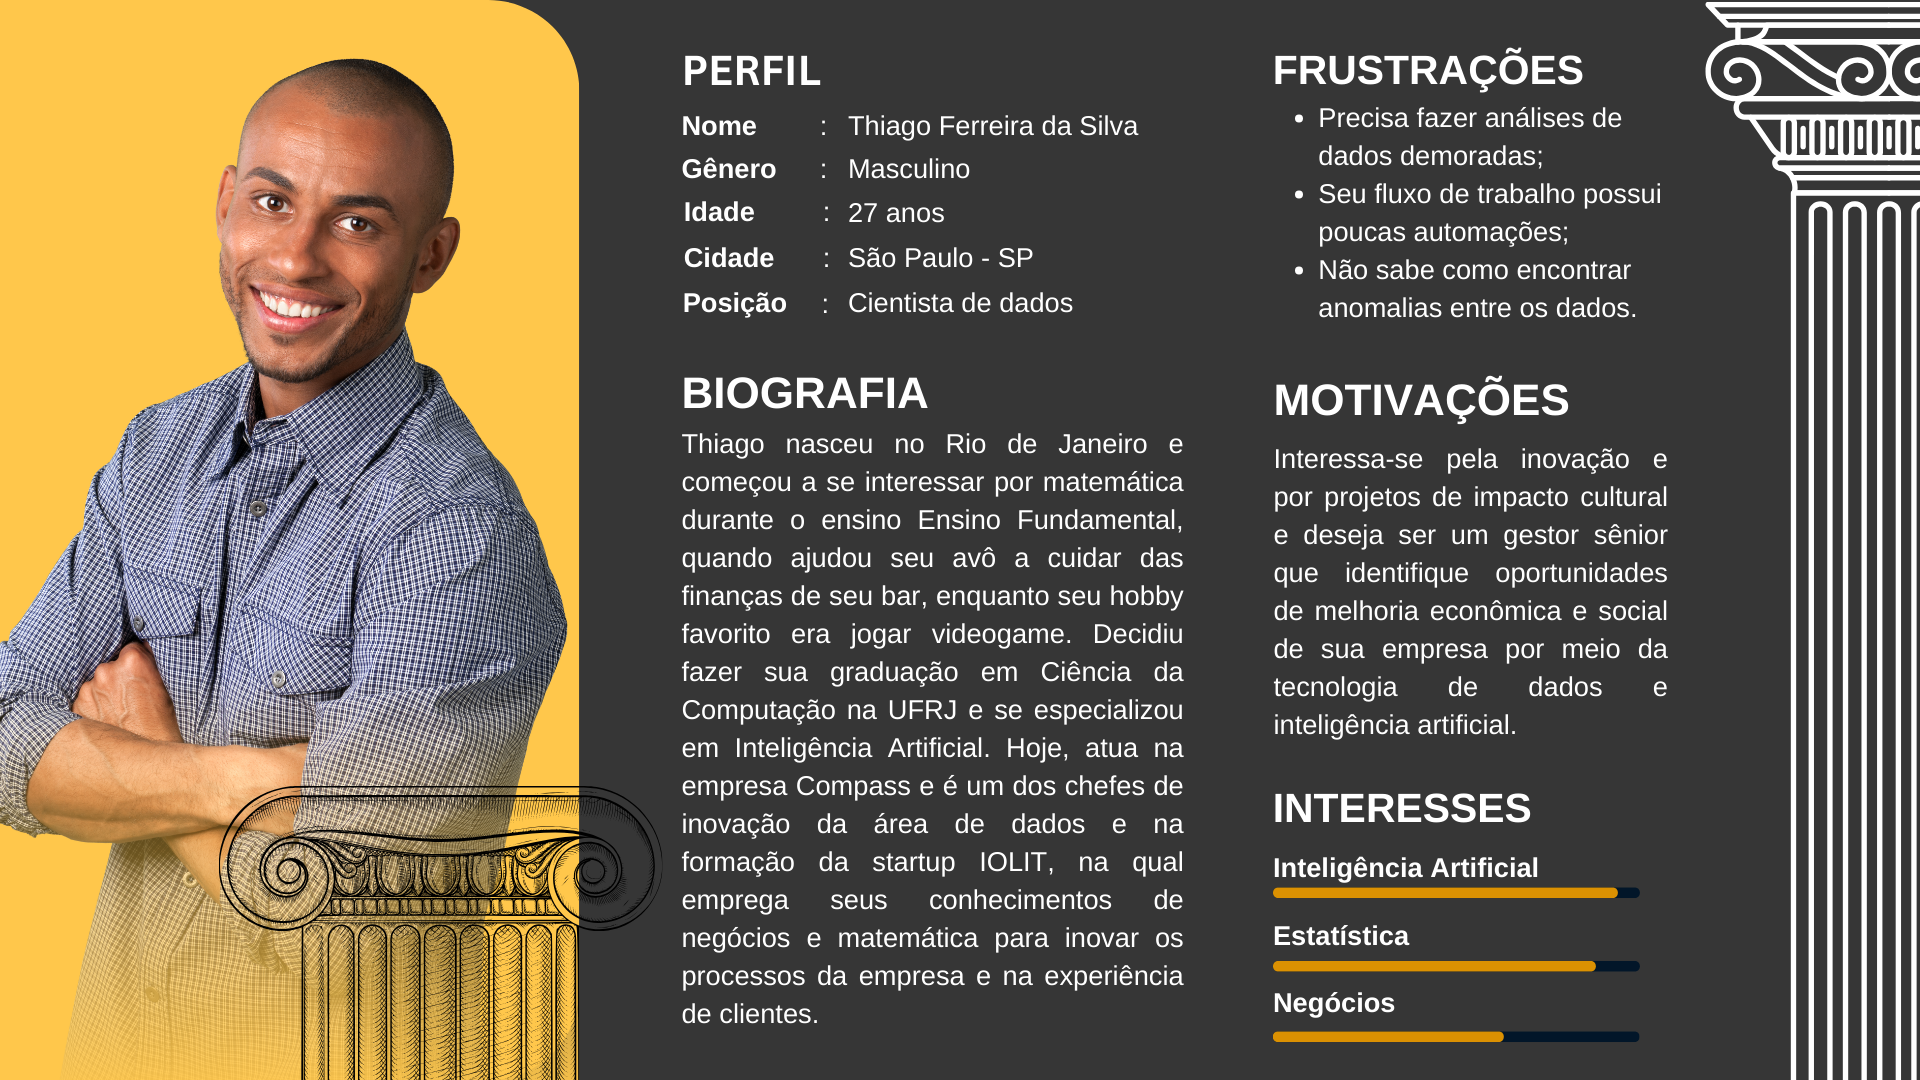 PERFIL
Nome : Thiago Ferreira da Silva
Gênero : Masculino
Idade : 27 anos
Cidade : São Paulo - SP
Posição : Cientista de dados
BIOGRAFIA
Thiago nasceu no Rio de Janeiro e
começou a se interessar por matemática
durante o ensino Ensino Fundamental,
quando ajudou seu avô a cuidar das
finanças de seu bar, enquanto seu hobby
favorito era jogar videogame. Decidiu
fazer sua graduação em Ciência da
Computação na UFRJ e se especializou
em Inteligência Artificial. Hoje, atua na
empresa Compass e é um dos chefes de
inovação da área de dados e na
formação da startup IOLIT, na qual
emprega seus conhecimentos de
negócios e matemática para inovar os
processos da empresa e na experiência
de clientes.
FRUSTRAÇÕES
• Precisa fazer análises de
dados demoradas;
• Seu fluxo de trabalho possui
poucas automações;
• Não sabe como encontrar
anomalias entre os dados.
MOTIVAÇÕES
Interessa-se pela inovação e
por projetos de impacto cultural
e deseja ser um gestor sênior
que identifique oportunidades
de melhoria econômica e social
de sua empresa por meio da
tecnologia de dados e
inteligência artificial.
INTERESSES
Inteligência Artificial
Estatística
Negócios